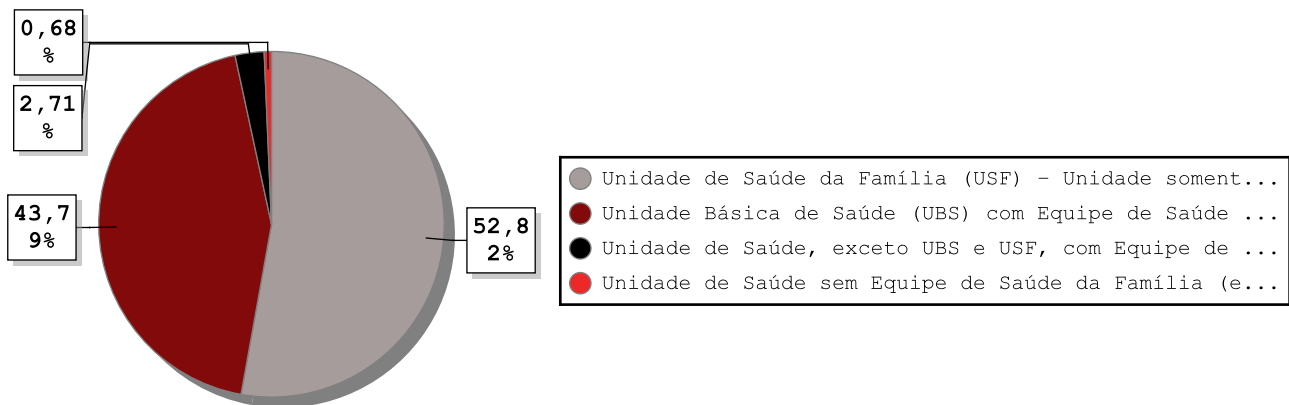 0,68
%
2,71
%
43,7
9%
52,8
2%
Unidade de Saúde da Família (USF) - Unidade soment...
Unidade Básica de Saúde (UBS) com Equipe de Saúde ...
Unidade de Saúde, exceto UBS e USF, com Equipe de ...
Unidade de Saúde sem Equipe de Saúde da Família (e...